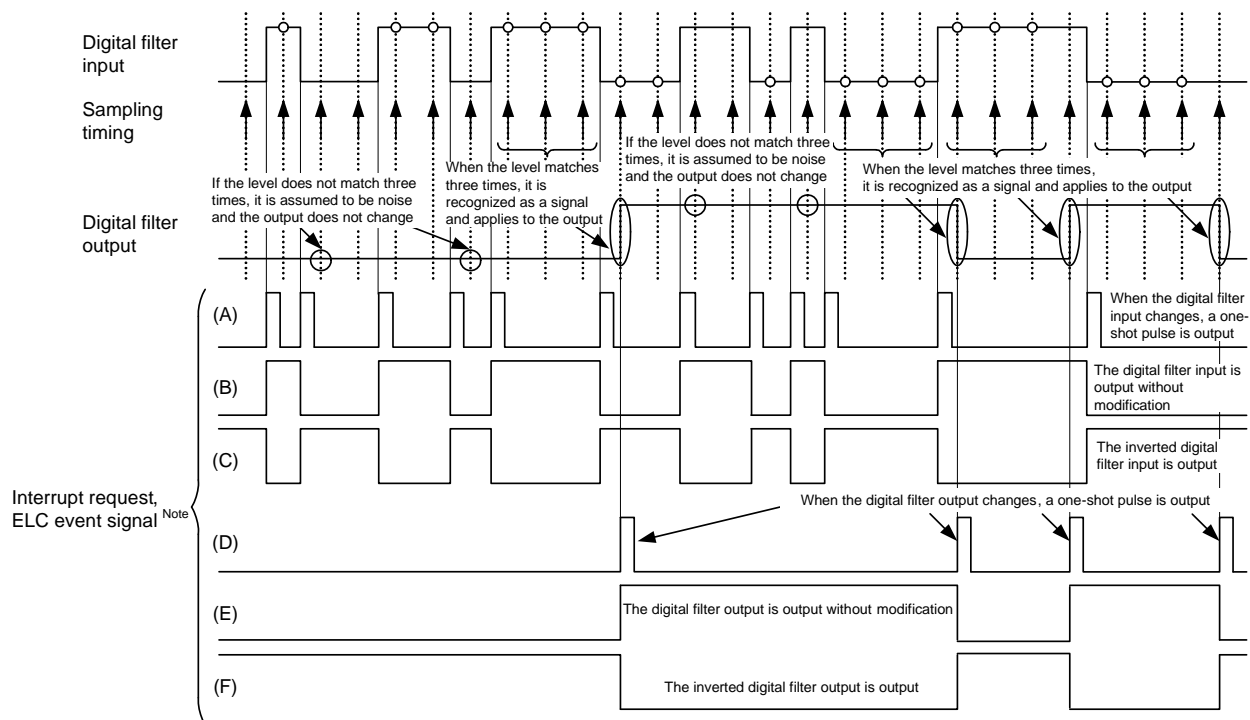 Digital filter
input
Sampling
timing
If the level does not match three
times, it is assumed to be noise
and the output does not change
When the level matches
three times, it is
recognized as a signal
and applies to the output
If the level does not match three
times, it is assumed to be noise
and the output does not change
When the level matches three times,
it is recognized as a signal and applies to the output
Digital filter
output
(A)
When the digital filter
input changes, a one-
shot pulse is output
(B)
The digital filter input is
output without
modification
(C)
The inverted digital
filter input is output
Interrupt request,
ELC event signal Note
When the digital filter output changes, a one-shot pulse is output
(D)
(E)
The digital filter output is output without modification
(F)
The inverted digital filter output is output